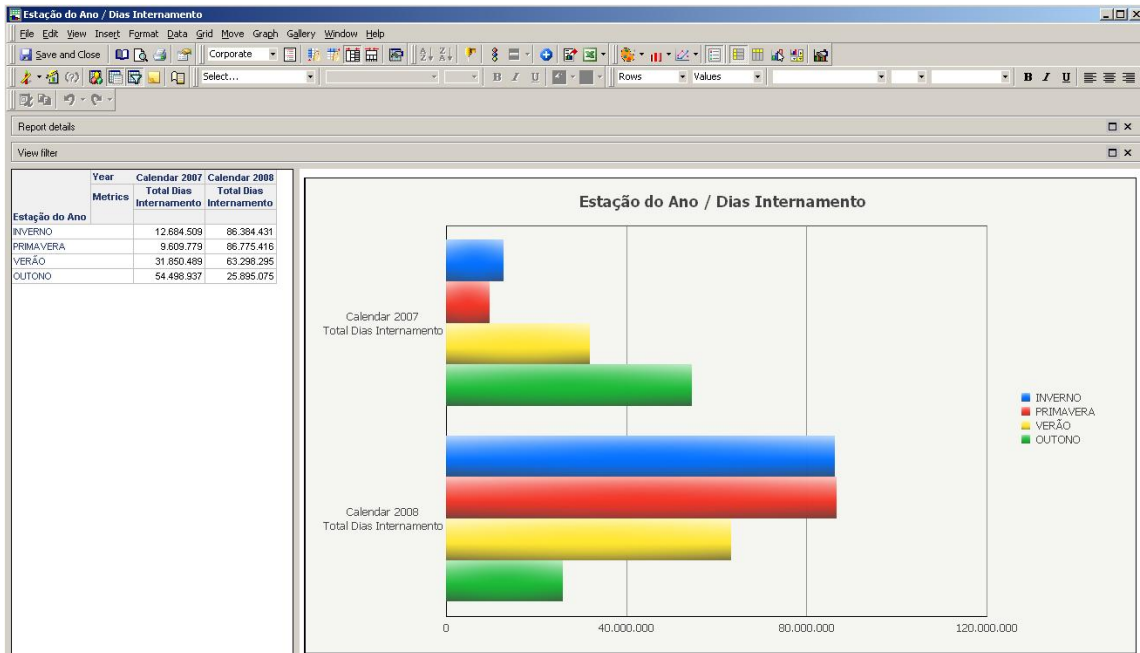 Estação do Ano / Dias Internamento
File Edit View Insert Format Data Grid Move Graph Gallery Window Help
Save and Close Corporate
Select... B I U Rows Values B I U
Report details
View filter
Year Calendar 2007 Calendar 2008
Metrics Total Dias Internamento Total Dias Internamento
Estação do Ano
INVERNO 12.684.509 86.384.431
PRIMAVERA 9.609.779 86.775.416
VERÃO 31.850.489 63.298.295
OUTONO 54.498.937 25.895.075
Estação do Ano / Dias Internamento
Calendar 2007
Total Dias Internamento
Calendar 2008
Total Dias Internamento
0 40.000.000 80.000.000 120.000.000
INVERNO
PRIMAVERA
VERÃO
OUTONO